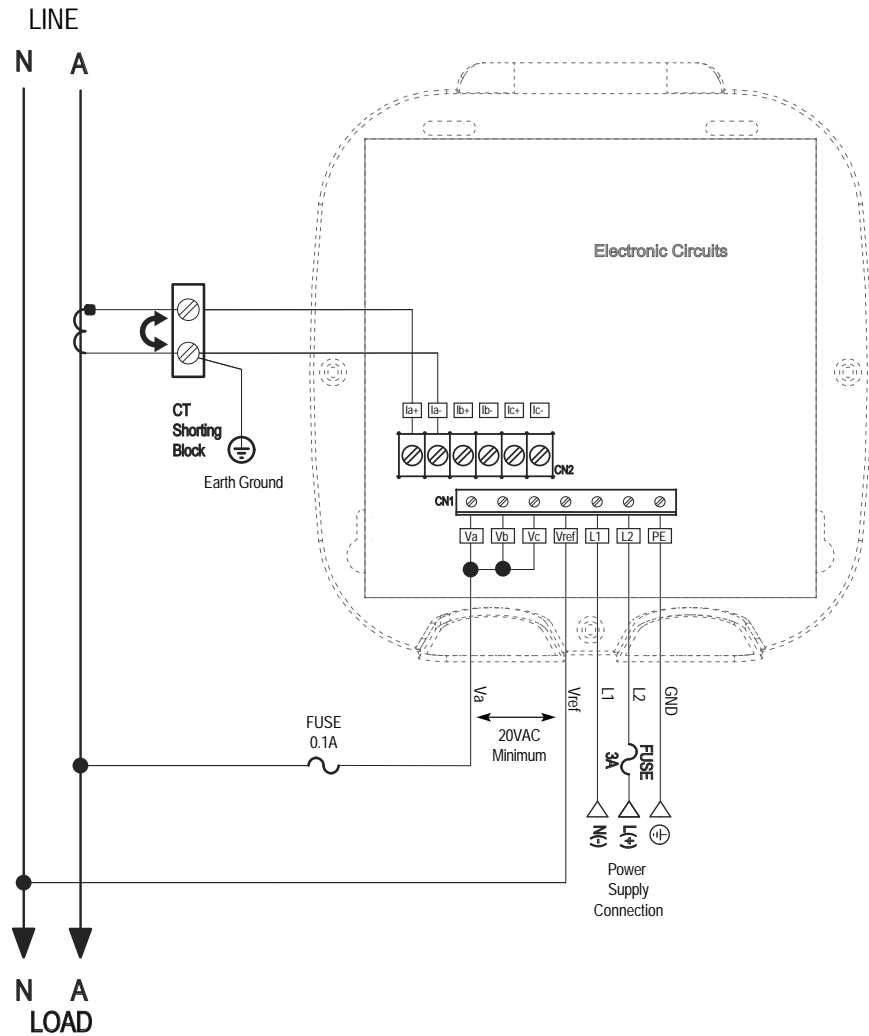 LINE
N A
Electronic Circuits
CT
Shorting
Block
Earth Ground
Ia+ Ia- Ib+ Ib- Ic+ Ic-
CN2
CN1
Va Vb Vc Vref L1 L2 PE
Va
Vref
L1
L2
GND
FUSE
0.1A
20VAC
Minimum
FUSE
3A
N(-)
L(+)
Power
Supply
Connection
N A
LOAD